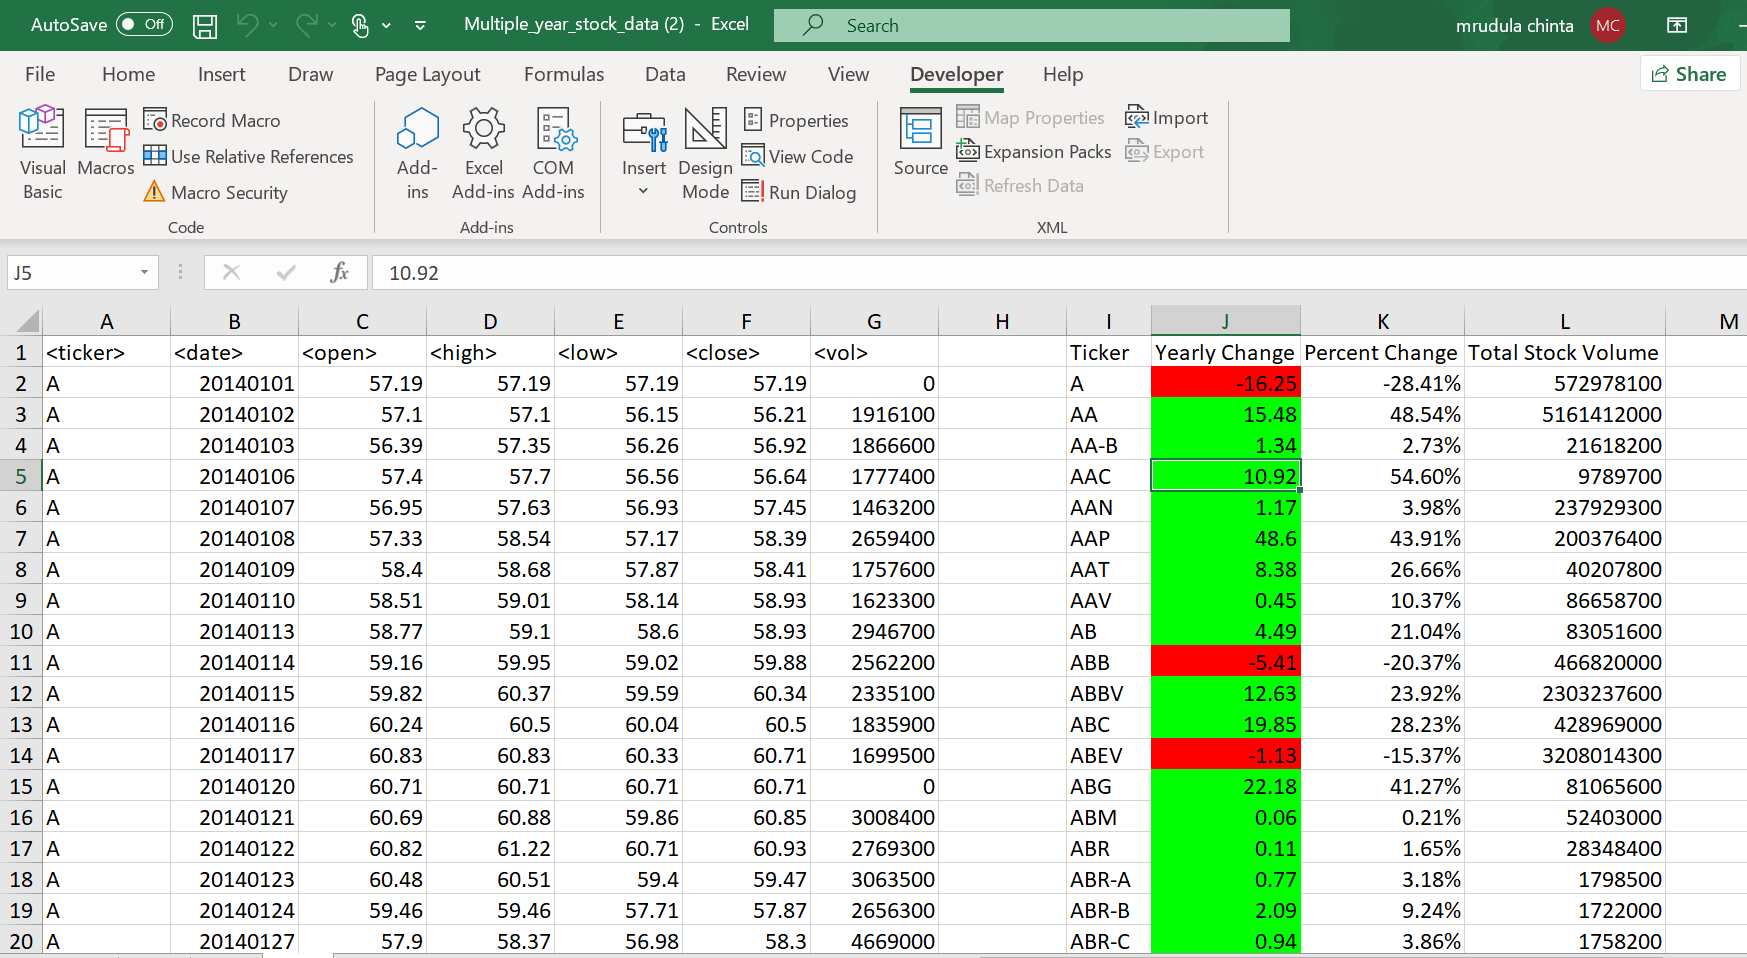 AutoSave Off Multiple_year_stock_data (2) - Excel Search mrudula chinta MC
File Home Insert Draw Page Layout Formulas Data Review View Developer Help Share
Visual Basic
Macros
Record Macro
Use Relative References
Macro Security
Code
Add-ins
Excel Add-ins
COM Add-ins
Add-ins
Insert
Design Mode
Properties
View Code
Run Dialog
Controls
Source
Map Properties
Expansion Packs
Refresh Data
Import
Export
XML
J5 fx 10.92
A B C D E F G H I J K L M
1 <ticker> <date> <open> <high> <low> <close> <vol> Ticker Yearly Change Percent Change Total Stock Volume
2 A 20140101 57.19 57.19 57.19 57.19 0 A -16.25 -28.41% 572978100
3 A 20140102 57.1 57.1 56.15 56.21 1916100 AA 15.48 48.54% 5161412000
4 A 20140103 56.39 57.35 56.26 56.92 1866600 AA-B 1.34 2.73% 21618200
5 A 20140106 57.4 57.7 56.56 56.64 1777400 AAC 10.92 54.60% 9789700
6 A 20140107 56.95 57.63 56.93 57.45 1463200 AAN 1.17 3.98% 237929300
7 A 20140108 57.33 58.54 57.17 58.39 2659400 AAP 48.6 43.91% 200376400
8 A 20140109 58.4 58.68 57.87 58.41 1757600 AAT 8.38 26.66% 40207800
9 A 20140110 58.51 59.01 58.14 58.93 1623300 AAV 0.45 10.37% 86658700
10 A 20140113 58.77 59.1 58.6 58.93 2946700 AB 4.49 21.04% 83051600
11 A 20140114 59.16 59.95 59.02 59.88 2562200 ABB -5.41 -20.37% 466820000
12 A 20140115 59.82 60.37 59.59 60.34 2335100 ABBV 12.63 23.92% 2303237600
13 A 20140116 60.24 60.5 60.04 60.5 1835900 ABC 19.85 28.23% 428969000
14 A 20140117 60.83 60.83 60.33 60.71 1699500 ABEV -1.13 -15.37% 3208014300
15 A 20140120 60.71 60.71 60.71 60.71 0 ABG 22.18 41.27% 81065600
16 A 20140121 60.69 60.88 59.86 60.85 3008400 ABM 0.06 0.21% 52403000
17 A 20140122 60.82 61.22 60.71 60.93 2769300 ABR 0.11 1.65% 28348400
18 A 20140123 60.48 60.51 59.4 59.47 3063500 ABR-A 0.77 3.18% 1798500
19 A 20140124 59.46 59.46 57.71 57.87 2656300 ABR-B 2.09 9.24% 1722000
20 A 20140127 57.9 58.37 56.98 58.3 4669000 ABR-C 0.94 3.86% 1758200